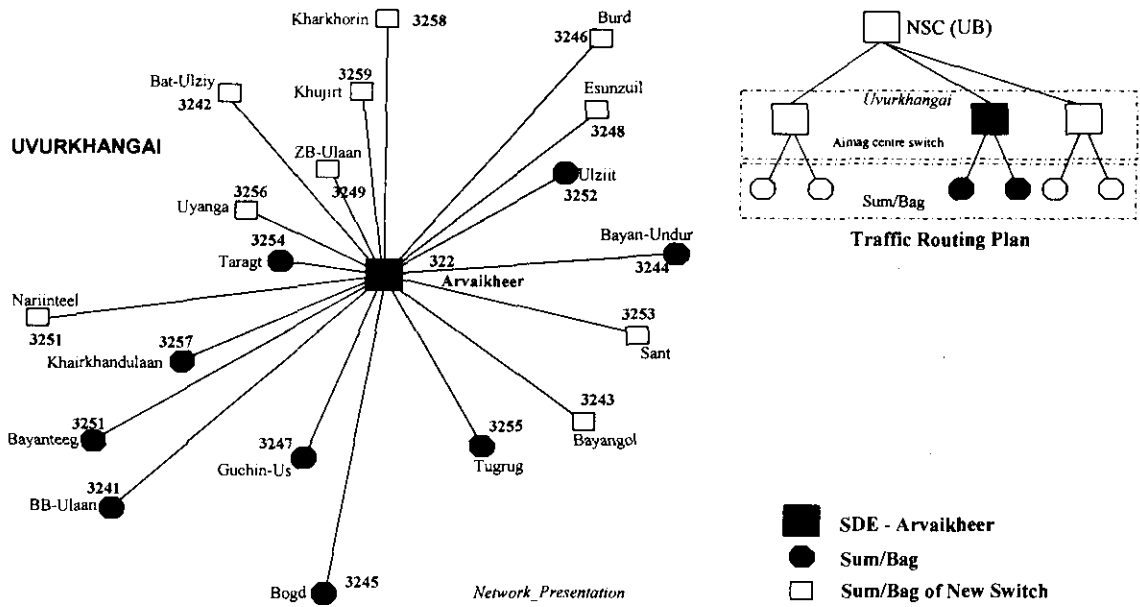 Kharkhorin
3258
Burd
3246
Bat-Ulziy
3242
3259
Khujirt
Esunzuil
3248
UVURKHANGAI
ZB-Ulaan
3249
Ulziit
3252
3256
Uyanga
3254
Taragt
322
Arvaikheer
Bayan-Undur
3244
Nariinteel
3251
3257
Khairkhandulaan
3253
Sant
3243
Bayangol
3251
Bayanteeg
3247
Guchin-Us
3255
Tugrug
3241
BB-Ulaan
Bogd
3245
Network_Presentation
NSC (UB)
Uvurkhangai
Aimag centre switch
Sum/Bag
Traffic Routing Plan
SDE - Arvaikheer
Sum/Bag
Sum/Bag of New Switch